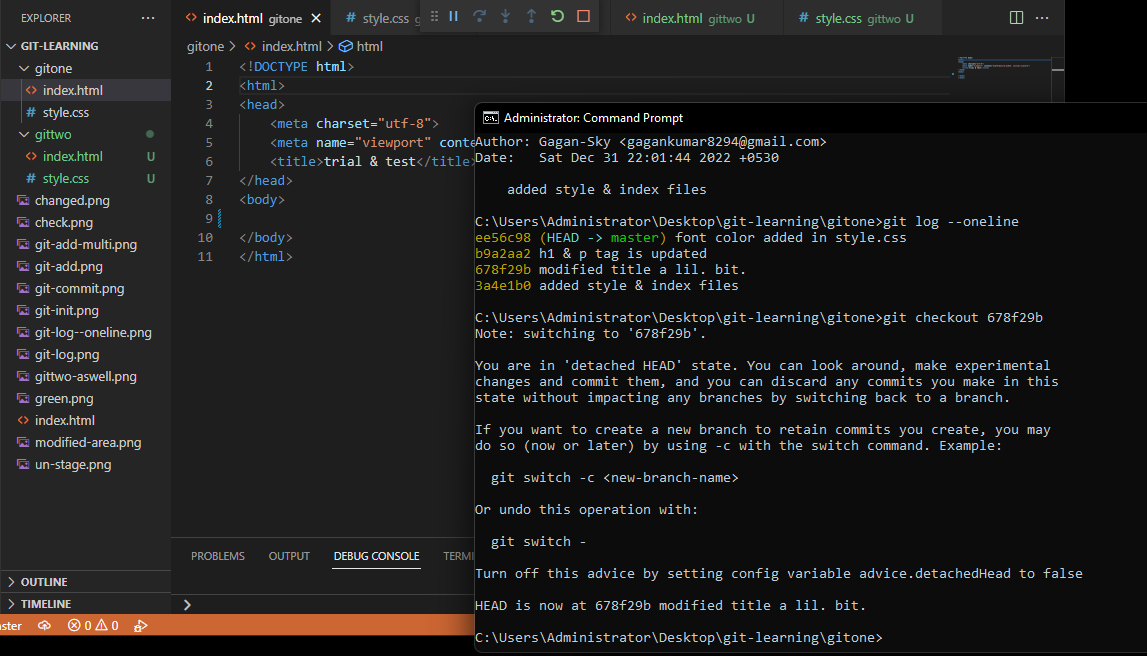 EXPLORER
GIT-LEARNING
gitone
index.html
style.css
gittwo
index.html U
style.css U
changed.png
check.png
git-add-multi.png
git-add.png
git-commit.png
git-init.png
git-log--oneline.png
git-log.png
gittwo-aswell.png
green.png
index.html
modified-area.png
un-stage.png
OUTLINE
TIMELINE
ster 0 0
index.html gitone
style.css g
index.html gittwo U
style.css gittwo U
gitone > index.html > html
1 <!DOCTYPE html>
2 <html>
3 <head>
4 <meta charset="utf-8">
5 <meta name="viewport" conte
6 <title>trial & test</title>
7 </head>
8 <body>
9
10 </body>
11 </html>
PROBLEMS OUTPUT DEBUG CONSOLE TERMI
>
Administrator: Command Prompt
Author: Gagan-Sky <gagankumar8294@gmail.com>
Date:   Sat Dec 31 22:01:44 2022 +0530
added style & index files
C:\Users\Administrator\Desktop\git-learning\gitone>git log --oneline
ee56c98 (HEAD -> master) font color added in style.css
b9a2aa2 h1 & p tag is updated
678f29b modified title a lil. bit.
3a4e1b0 added style & index files
C:\Users\Administrator\Desktop\git-learning\gitone>git checkout 678f29b
Note: switching to '678f29b'.
You are in 'detached HEAD' state. You can look around, make experimental
changes and commit them, and you can discard any commits you make in this
state without impacting any branches by switching back to a branch.
If you want to create a new branch to retain commits you create, you may
do so (now or later) by using -c with the switch command. Example:
git switch -c <new-branch-name>
Or undo this operation with:
git switch -
Turn off this advice by setting config variable advice.detachedHead to false
HEAD is now at 678f29b modified title a lil. bit.
C:\Users\Administrator\Desktop\git-learning\gitone>